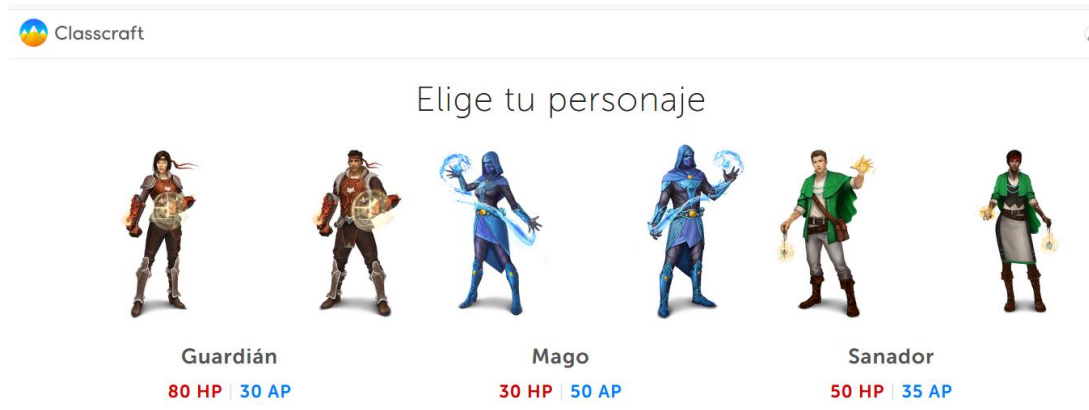 Classcraft
Elige tu personaje
Guardián Mago Sanador
80 HP | 30 AP 30 HP | 50 AP 50 HP | 35 AP